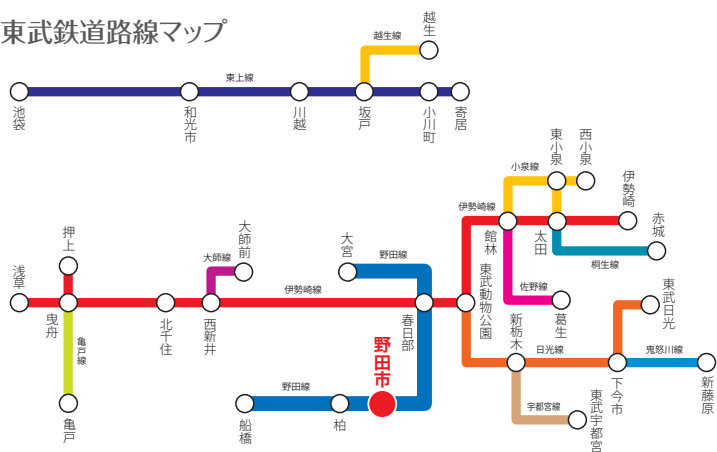 東武鉄道路線マップ
越生
越生線
東上線
池袋
和光市
川越
坂戸
小川町
寄居
東小泉
西小泉
小泉線
伊勢崎
伊勢崎線
赤城
館林
太田
桐生線
佐野線
葛生
押上
大師前
大宮
浅草
大師線
野田線
伊勢崎線
東武動物公園
曳舟
亀戸線
北千住
西新井
春日部
野田市
新栃木
日光線
東武日光
鬼怒川線
下今市
新藤原
野田線
亀戸
船橋
柏
宇都宮線
東武宇都宮